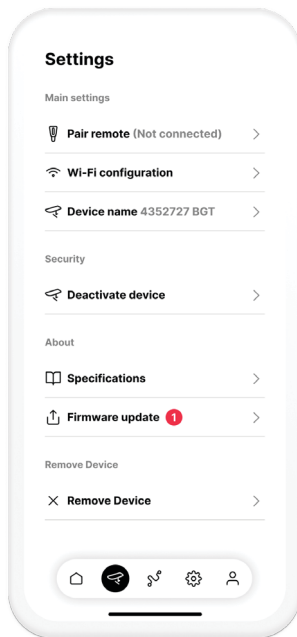 Settings
Main settings
Pair remote (Not connected)
Wi-Fi configuration
Device name 4352727 BGT
Security
Deactivate device
About
Specifications
Firmware update 1
Remove Device
Remove Device